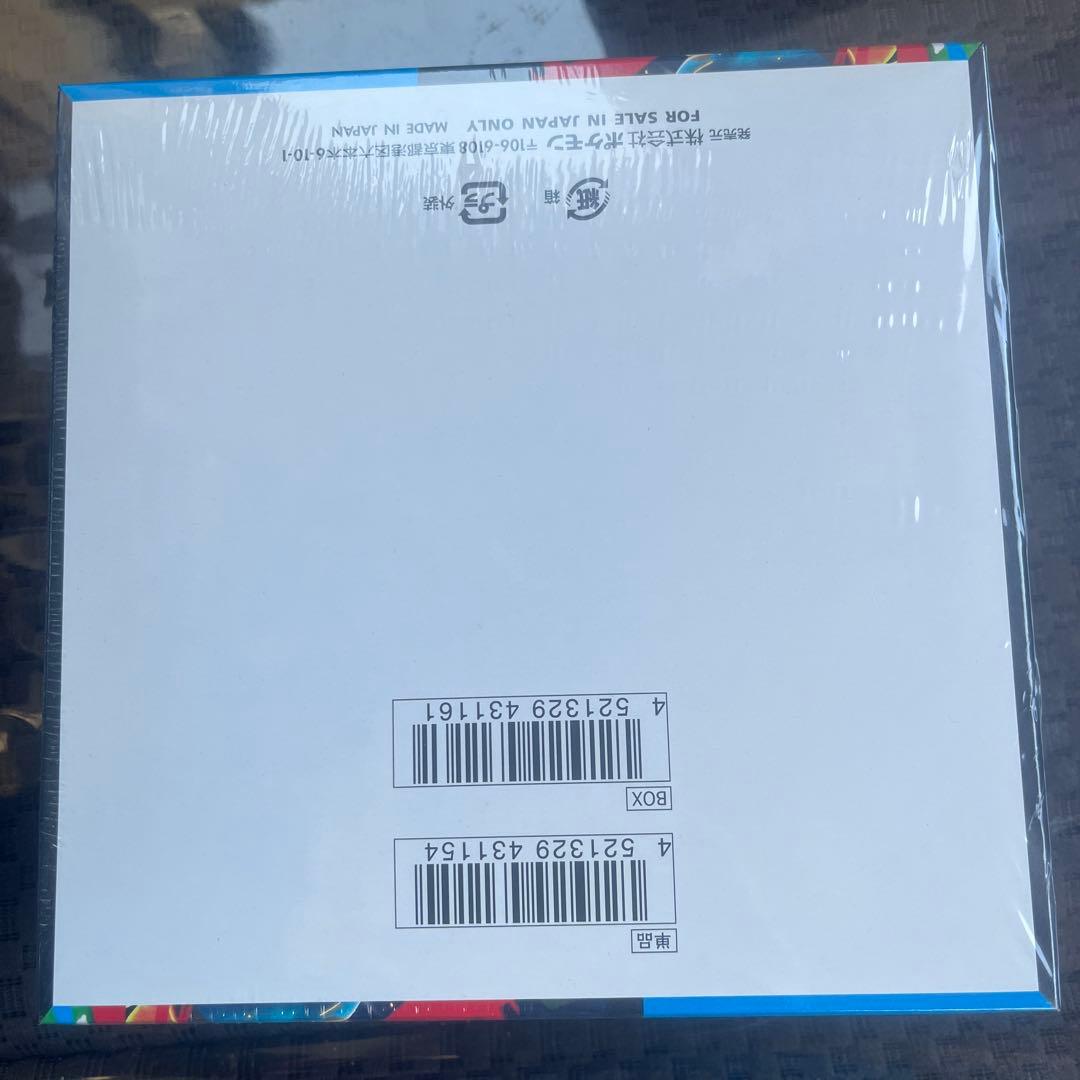 単品
4 521329 431154
BOX
4 521329 431161
箱 紙 外装 プラ
発売元 株式会社ポケモン 〒106-6108 東京都港区六本木6-10-1
FOR SALE IN JAPAN ONLY MADE IN JAPAN